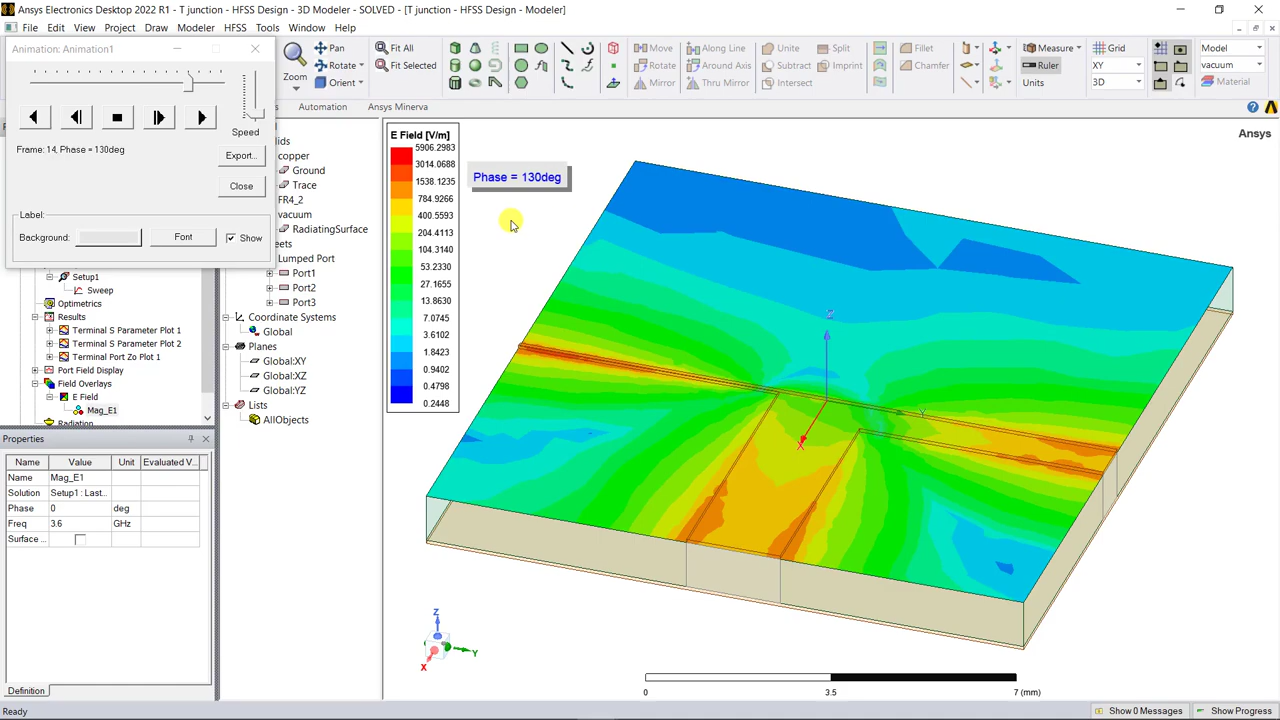 Ansys Electronics Desktop 2022 R1 - T junction - HFSS Design - 3D Modeler - SOLVED - [T junction - HFSS Design - Modeler]
File Edit View Project Draw Modeler HFSS Tools Window Help
Animation: Animation1
Speed
Frame: 14, Phase = 130deg
Export...
Close
Label:
Background:
Font
Show
Zoom
Pan
Rotate
Orient
Fit All
Fit Selected
Move Along Line
Rotate Around Axis
Mirror Thru Mirror
Unite Split
Subtract Imprint
Intersect
Fillet
Chamfer
Measure
Ruler
Units
Grid
XY
3D
Model
vacuum
Material
Automation Ansys Minerva
Ansys
Setup1
Sweep
Optimetrics
Results
Terminal S Parameter Plot 1
Terminal S Parameter Plot 2
Terminal Port Zo Plot 1
Port Field Display
Field Overlays
E Field
Mag_E1
Radiation
lids
copper
Ground
Trace
FR4_2
vacuum
RadiatingSurface
eets
Lumped Port
Port1
Port2
Port3
Coordinate Systems
Global
Planes
Global:XY
Global:XZ
Global:YZ
Lists
AllObjects
Properties
Name Value Unit Evaluated V...
Name Mag_E1
Solution Setup1 : Last...
Phase 0 deg
Freq 3.6 GHz
Surface ...
Definition
E Field [V/m]
5906.2983
3014.0688
1538.1235
784.9266
400.5593
204.4113
104.3140
53.2330
27.1655
13.8630
7.0745
3.6102
1.8423
0.9402
0.4798
0.2448
Phase = 130deg
Z
Y
X
Z
Y
X
0 3.5 7 (mm)
Ready
Show 0 Messages
Show Progress